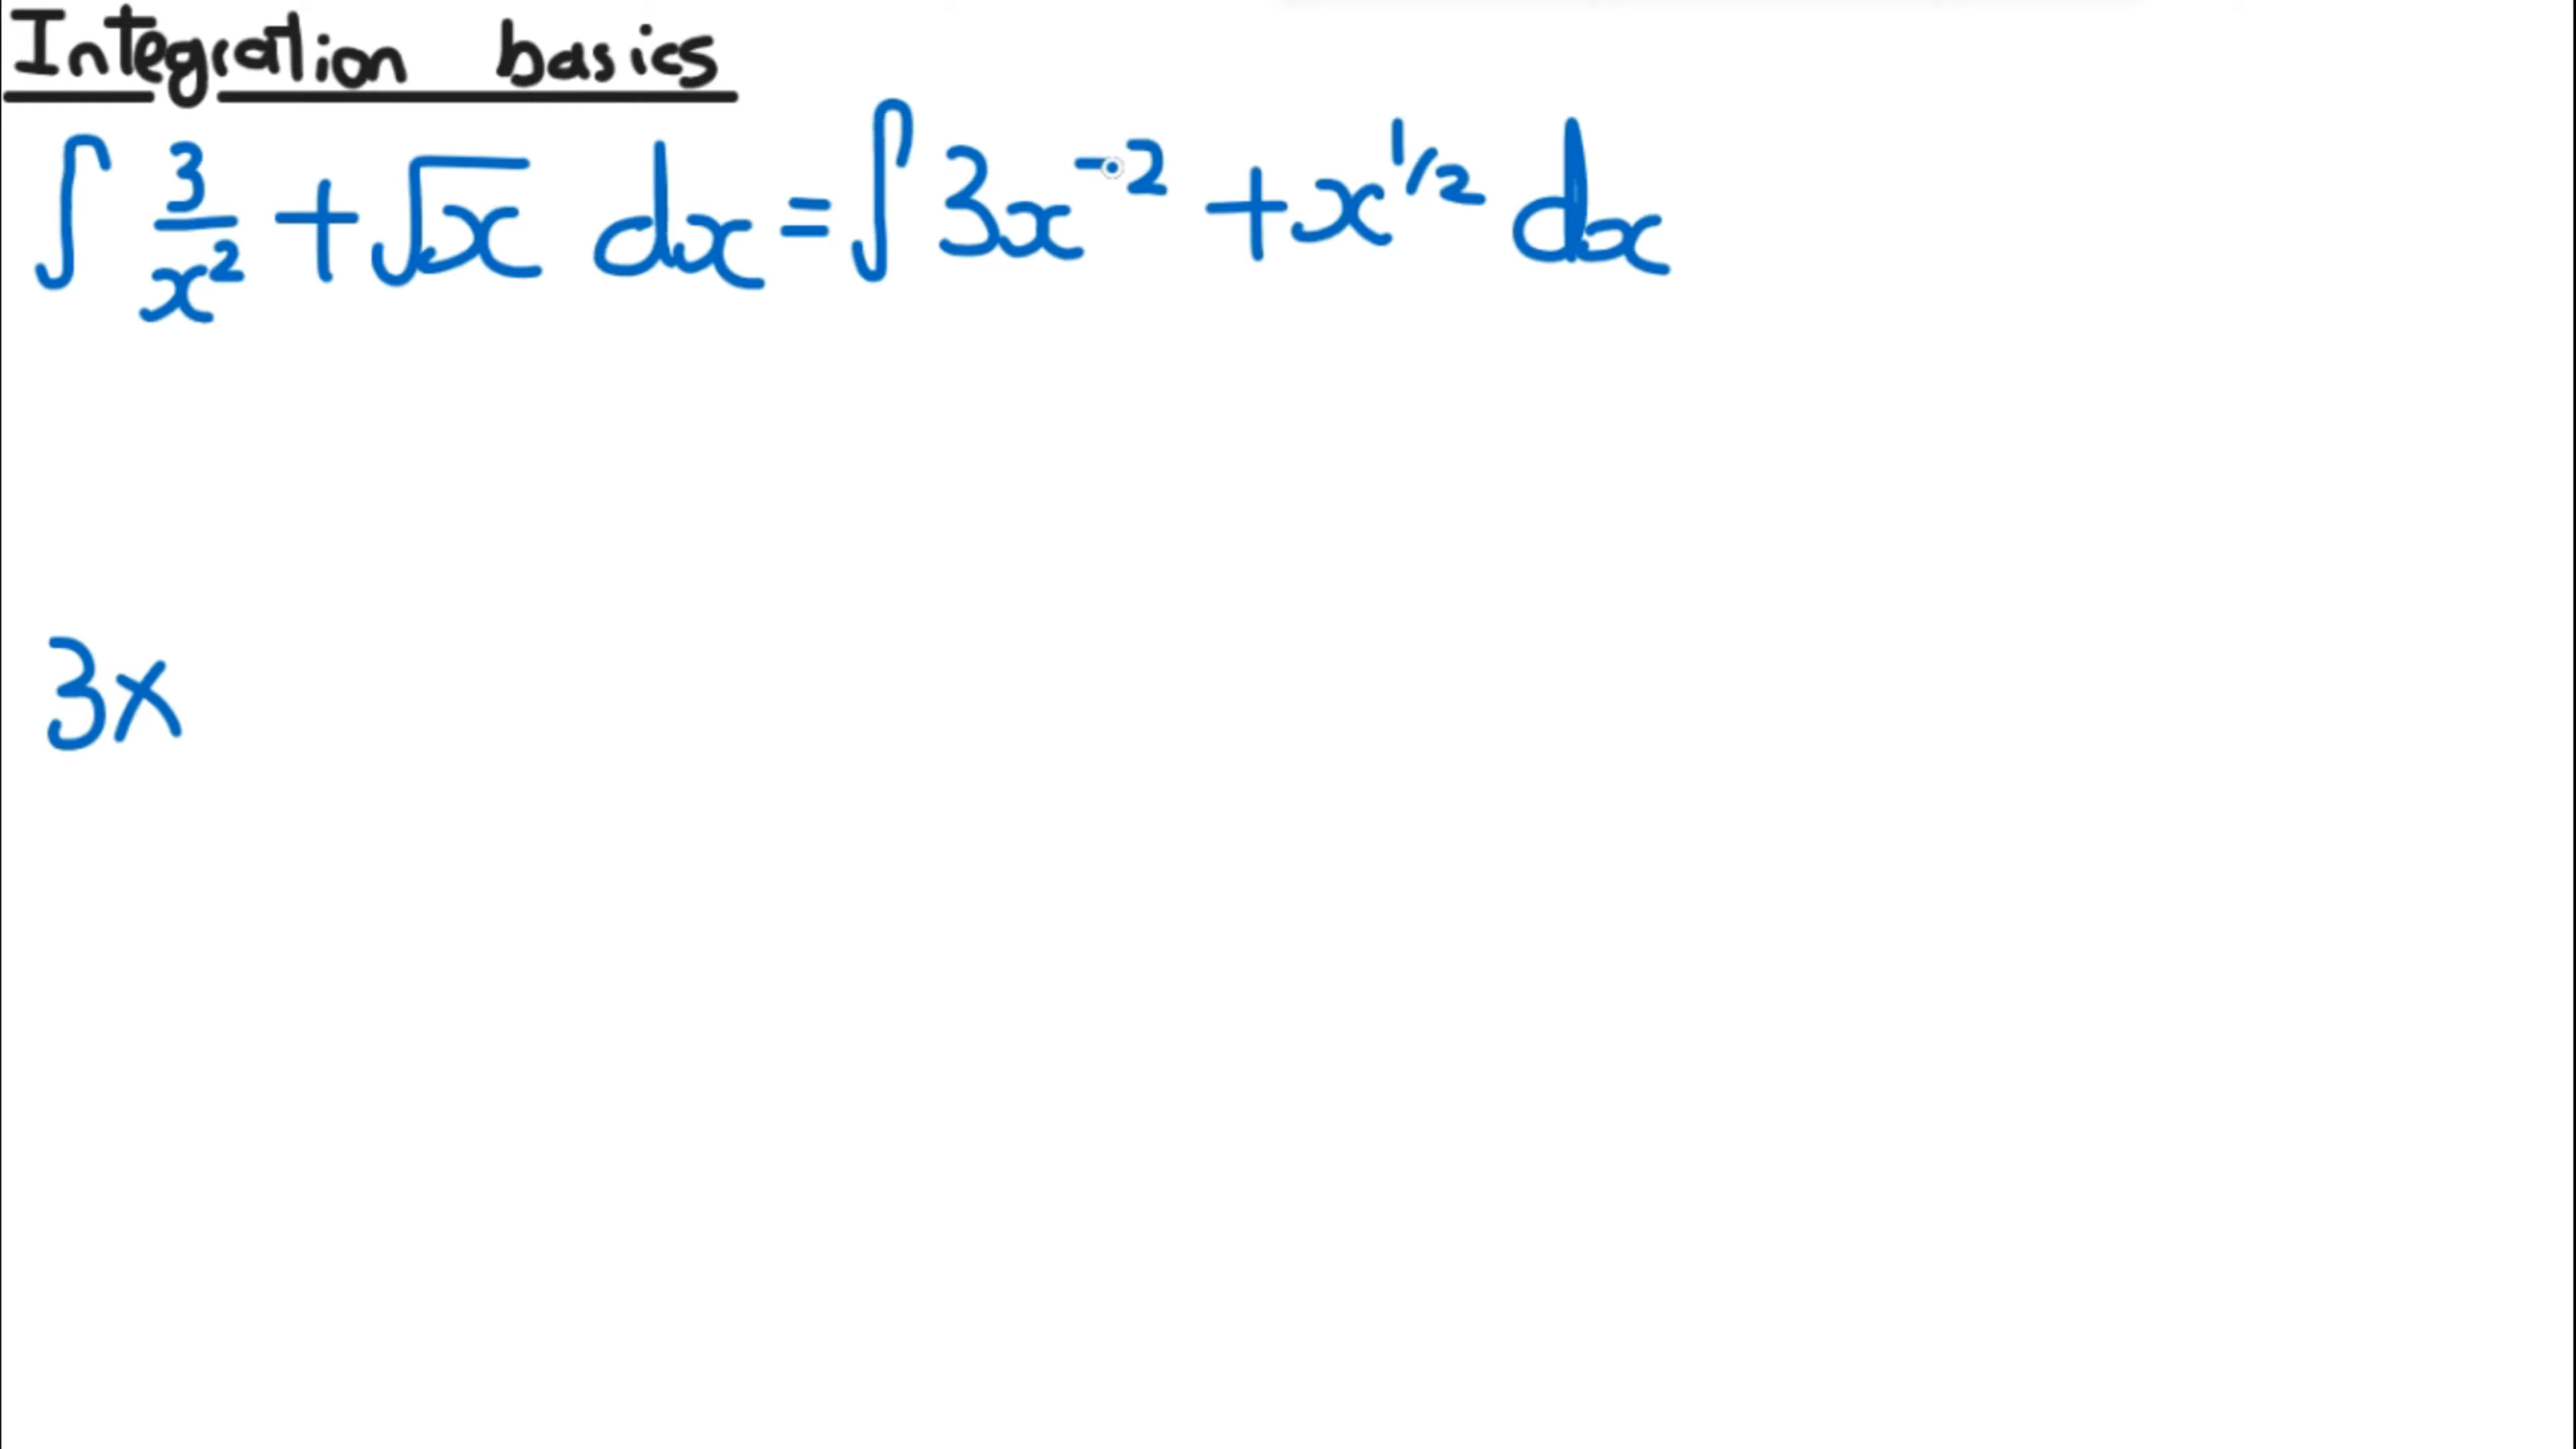 Integration basics
∫ 3/x² + √x dx = ∫ 3x⁻² + x^1/2 dx
3x